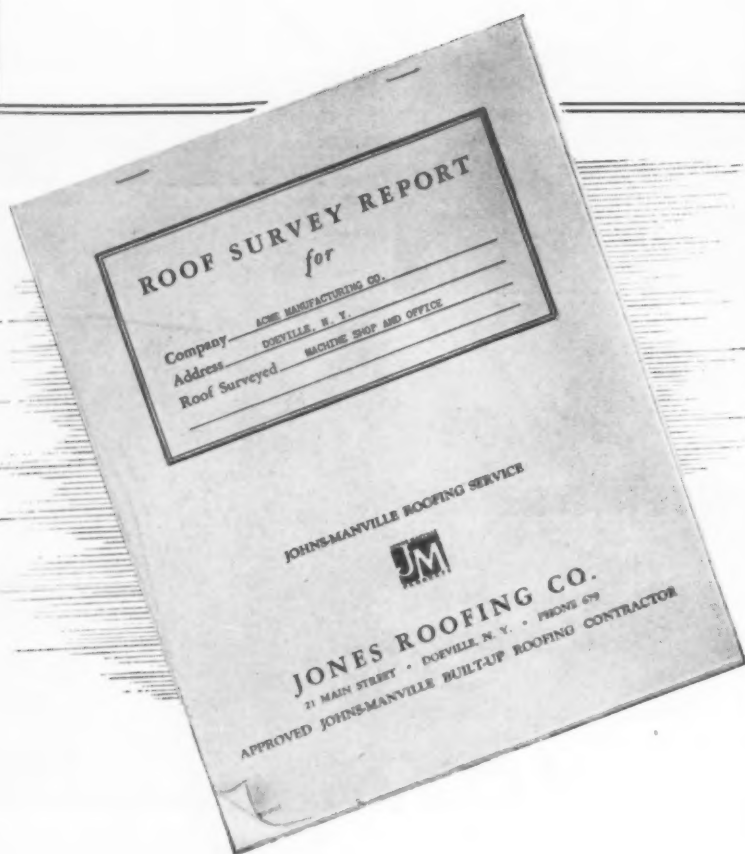 ROOF SURVEY REPORT
for
Company ACME MANUFACTURING CO.
Address DOEVILLE, N. Y.
Roof Surveyed MACHINE SHOP AND OFFICE
JOHNS-MANVILLE ROOFING SERVICE
JM
JONES ROOFING CO.
21 MAIN STREET • DOEVILLE, N. Y. • PHONE 679
APPROVED JOHNS-MANVILLE BUILT-UP ROOFING CONTRACTOR